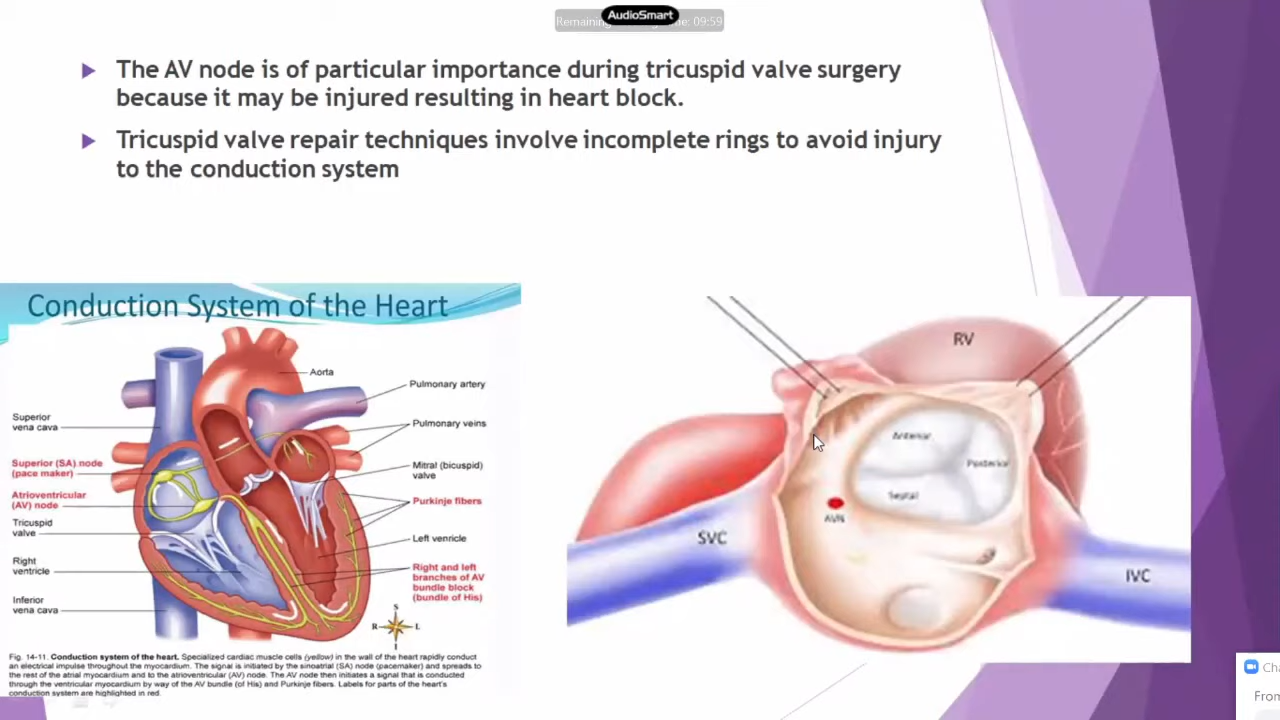 AudioSmart
Remaining
e: 09:59
The AV node is of particular importance during tricuspid valve surgery
because it may be injured resulting in heart block.
Tricuspid valve repair techniques involve incomplete rings to avoid injury
to the conduction system
Conduction System of the Heart
Aorta
Pulmonary artery
Superior
vena cava
Pulmonary veins
Superior (SA) node
(pace maker)
Mitral (bicuspid)
valve
Atrioventricular
(AV) node
Purkinje fibers
Tricuspid
valve
Left ventricle
Right
ventricle
Right and left
branches of AV
bundle block
(bundle of His)
Inferior
vena cava
S
R
L
I
Fig. 14-11. Conduction system of the heart. Specialized cardiac muscle cells (yellow) in the wall of the heart rapidly conduct
an electrical impulse throughout the myocardium. The signal is initiated by the sinoatrial (SA) node (pacemaker) and spreads to
the rest of the atrial myocardium and to the atrioventricular (AV) node. The AV node then initiates a signal that is conducted
through the ventricular myocardium by way of the AV bundle (of His) and Purkinje fibers. Labels for parts of the heart's
conduction system are highlighted in red.
RV
Anterior
Posterior
Septal
AVN
SVC
IVC
Cha
From